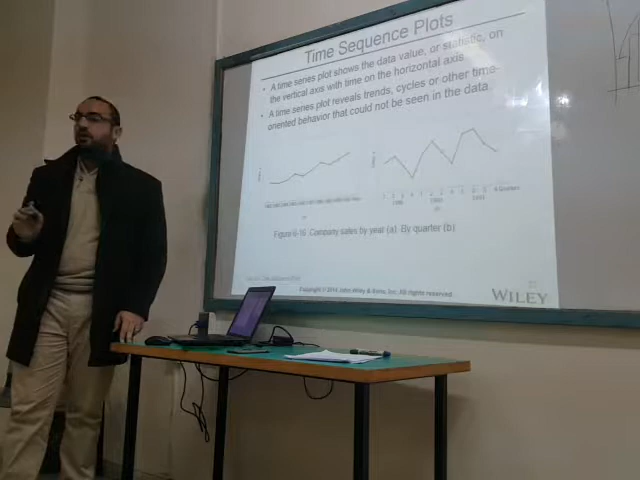 Time Sequence Plots
• A time series plot shows the data value, or statistic, on
the vertical axis with time on the horizontal axis
• A time series plot reveals trends, cycles or other time-
oriented behavior that could not be seen in the data
4 Quarters
Figure 6-16 Company sales by year (a). By quarter (b).
Copyright © 2014 John Wiley & Sons, Inc. All rights reserved.
WILEY